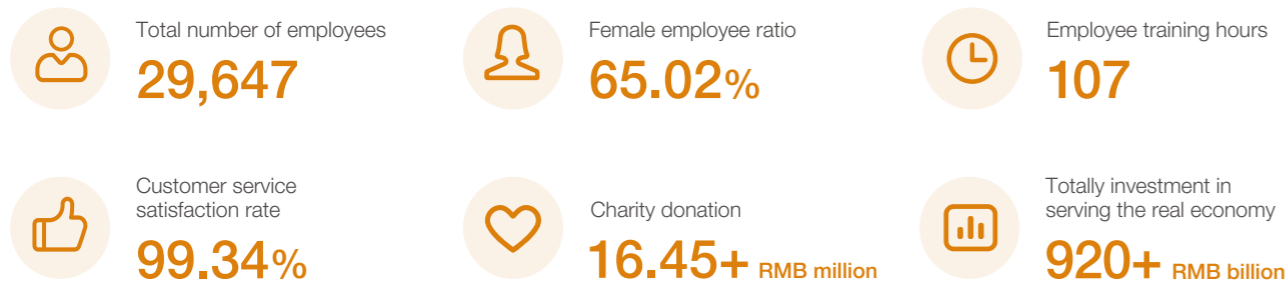 Total number of employees
29,647
Female employee ratio
65.02%
Employee training hours
107
Customer service
satisfaction rate
99.34%
Charity donation
16.45+ RMB million
Totally investment in
serving the real economy
920+ RMB billion